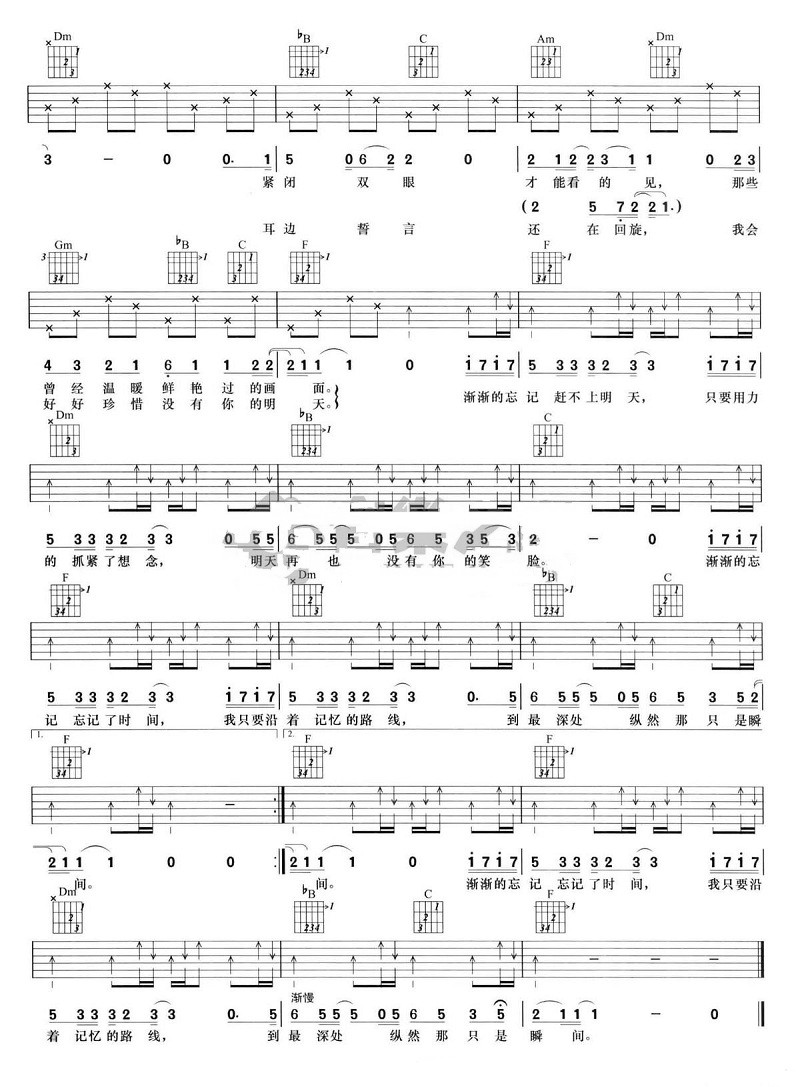 Dm ♭B C Am Dm
3 – 0 0. 1 5 0 6 2 2 0 2 1 2 2 3 1 1 0 2 3
紧 闭 双 眼 才 能 看 的 见， 那些
(2 5 7 2 2 1.)
耳 边 誓 言 还 在 回 旋， 我会
Gm ♭B C F F
4 3 2 1 6 1 1 2 2 2 1 1 1 0 i 7 i 7 5 3 3 3 2 3 3 i 7 i 7
曾 经 温 暖 鲜 艳 过 的 画 面。
好 好 珍 惜 没 有 你 的 明 天。
渐渐的忘 记 赶不 上明 天， 只要用力
Dm ♭B C
5 3 3 3 2 3 3 0 5 5 6 5 5 5 0 5 6 5 3 5 2 – 0 i 7 i 7
的 抓紧了想 念， 明天再 也 没有你 的 笑 脸。 渐渐的忘
F Dm ♭B C
5 3 3 3 2 3 3 i 7 i 7 5 3 3 3 2 3 3 0. 5 6 5 5 5 0 5 6 5 3 5 2
记 忘记了时 间， 我只要沿 着 记忆的路 线， 到 最 深处 纵然 那 只 是瞬
1. 2.
F F F
2 1 1 1 0 0 0 2 1 1 1 0 i 7 i 7 5 3 3 3 2 3 3 i 7 i 7
间。 间。 渐渐的忘 记 忘记了时 间， 我只要沿
Dm ♭B C F
渐慢
5 3 3 3 2 3 3 0. 5 6 5 5 5 0 5 6 5 3 5 2 1 1 1 – 0
着 记忆的路 线， 到 最 深处 纵然 那 只 是 瞬 间。